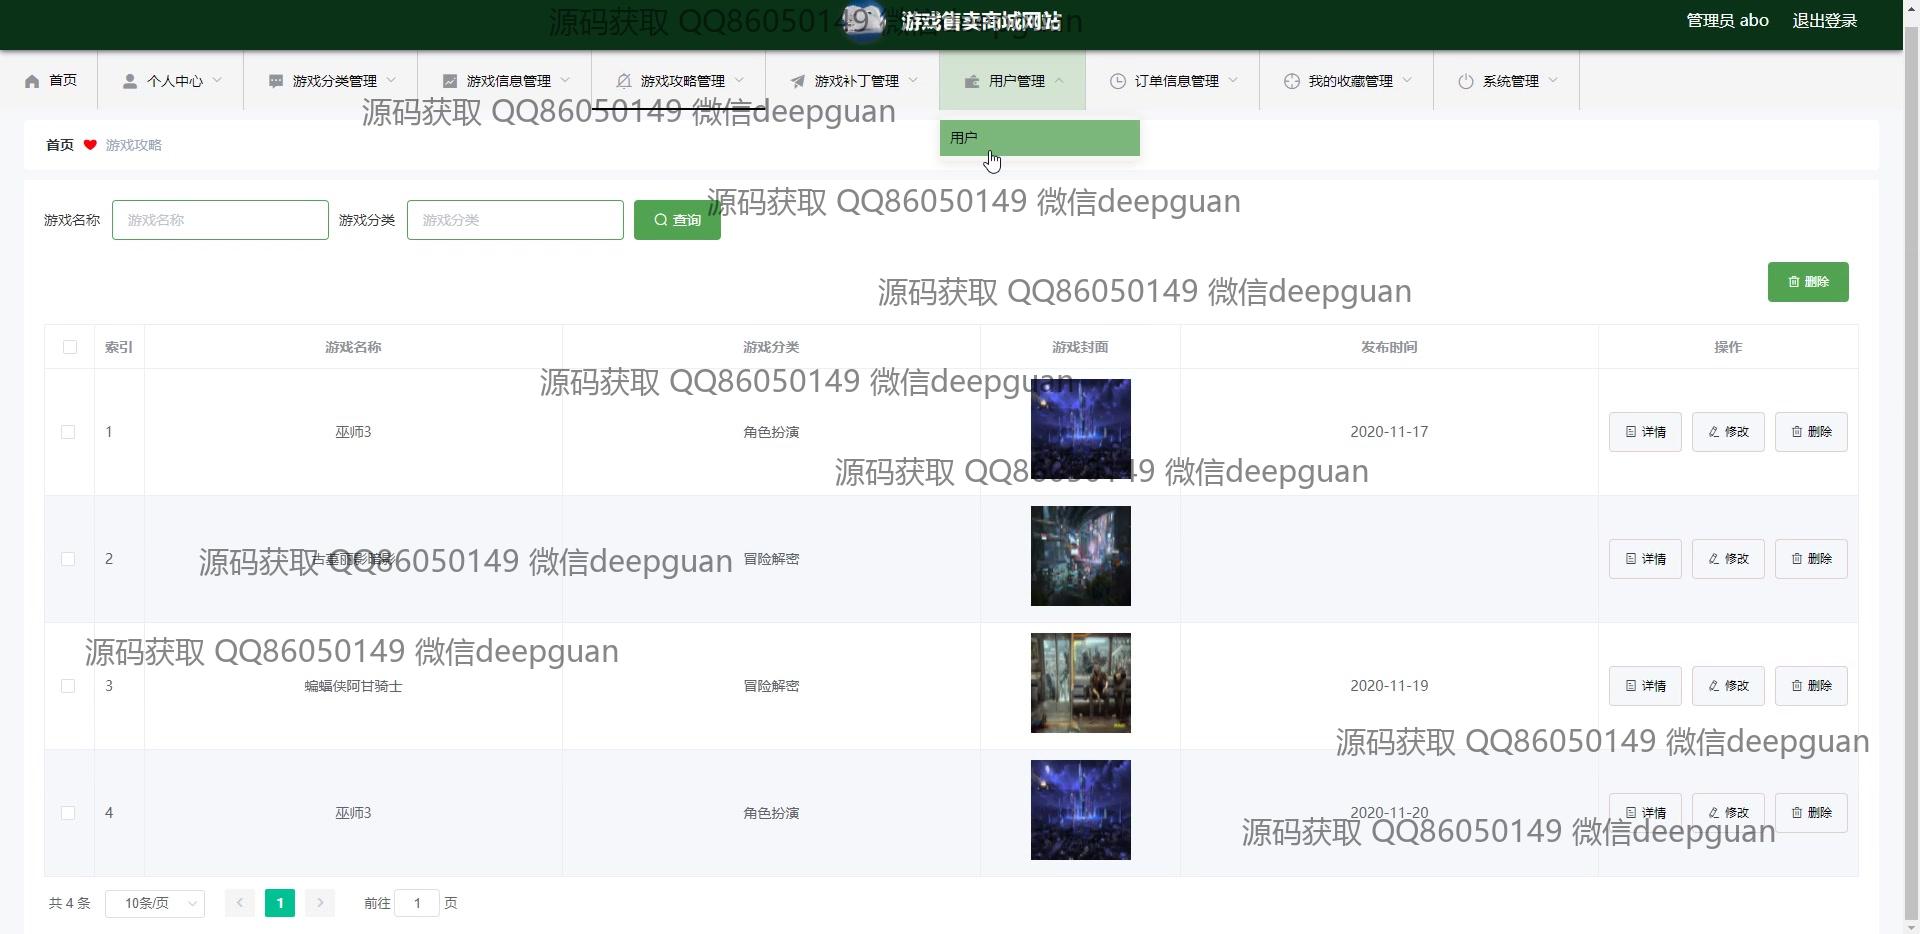 源码获取 QQ86050149 微信deepguan
游戏售卖商城网站
管理员 abo 退出登录
首页 个人中心 游戏分类管理 游戏信息管理 游戏攻略管理 游戏补丁管理 用户管理 订单信息管理 我的收藏管理 系统管理
源码获取 QQ86050149 微信deepguan
用户
首页 游戏攻略
源码获取 QQ86050149 微信deepguan
游戏名称 游戏名称 游戏分类 游戏分类 查询
源码获取 QQ86050149 微信deepguan
删除
索引 游戏名称 游戏分类 游戏封面 发布时间 操作
源码获取 QQ86050149 微信deepguan
1 巫师3 角色扮演 2020-11-17 详情 修改 删除
源码获取 QQ86050149 微信deepguan
2 古墓丽影暗影 冒险解密 详情 修改 删除
源码获取 QQ86050149 微信deepguan
源码获取 QQ86050149 微信deepguan
3 蝙蝠侠阿甘骑士 冒险解密 2020-11-19 详情 修改 删除
源码获取 QQ86050149 微信deepguan
4 巫师3 角色扮演 2020-11-20 详情 修改 删除
源码获取 QQ86050149 微信deepguan
共 4 条 10条/页 1 前往 1 页